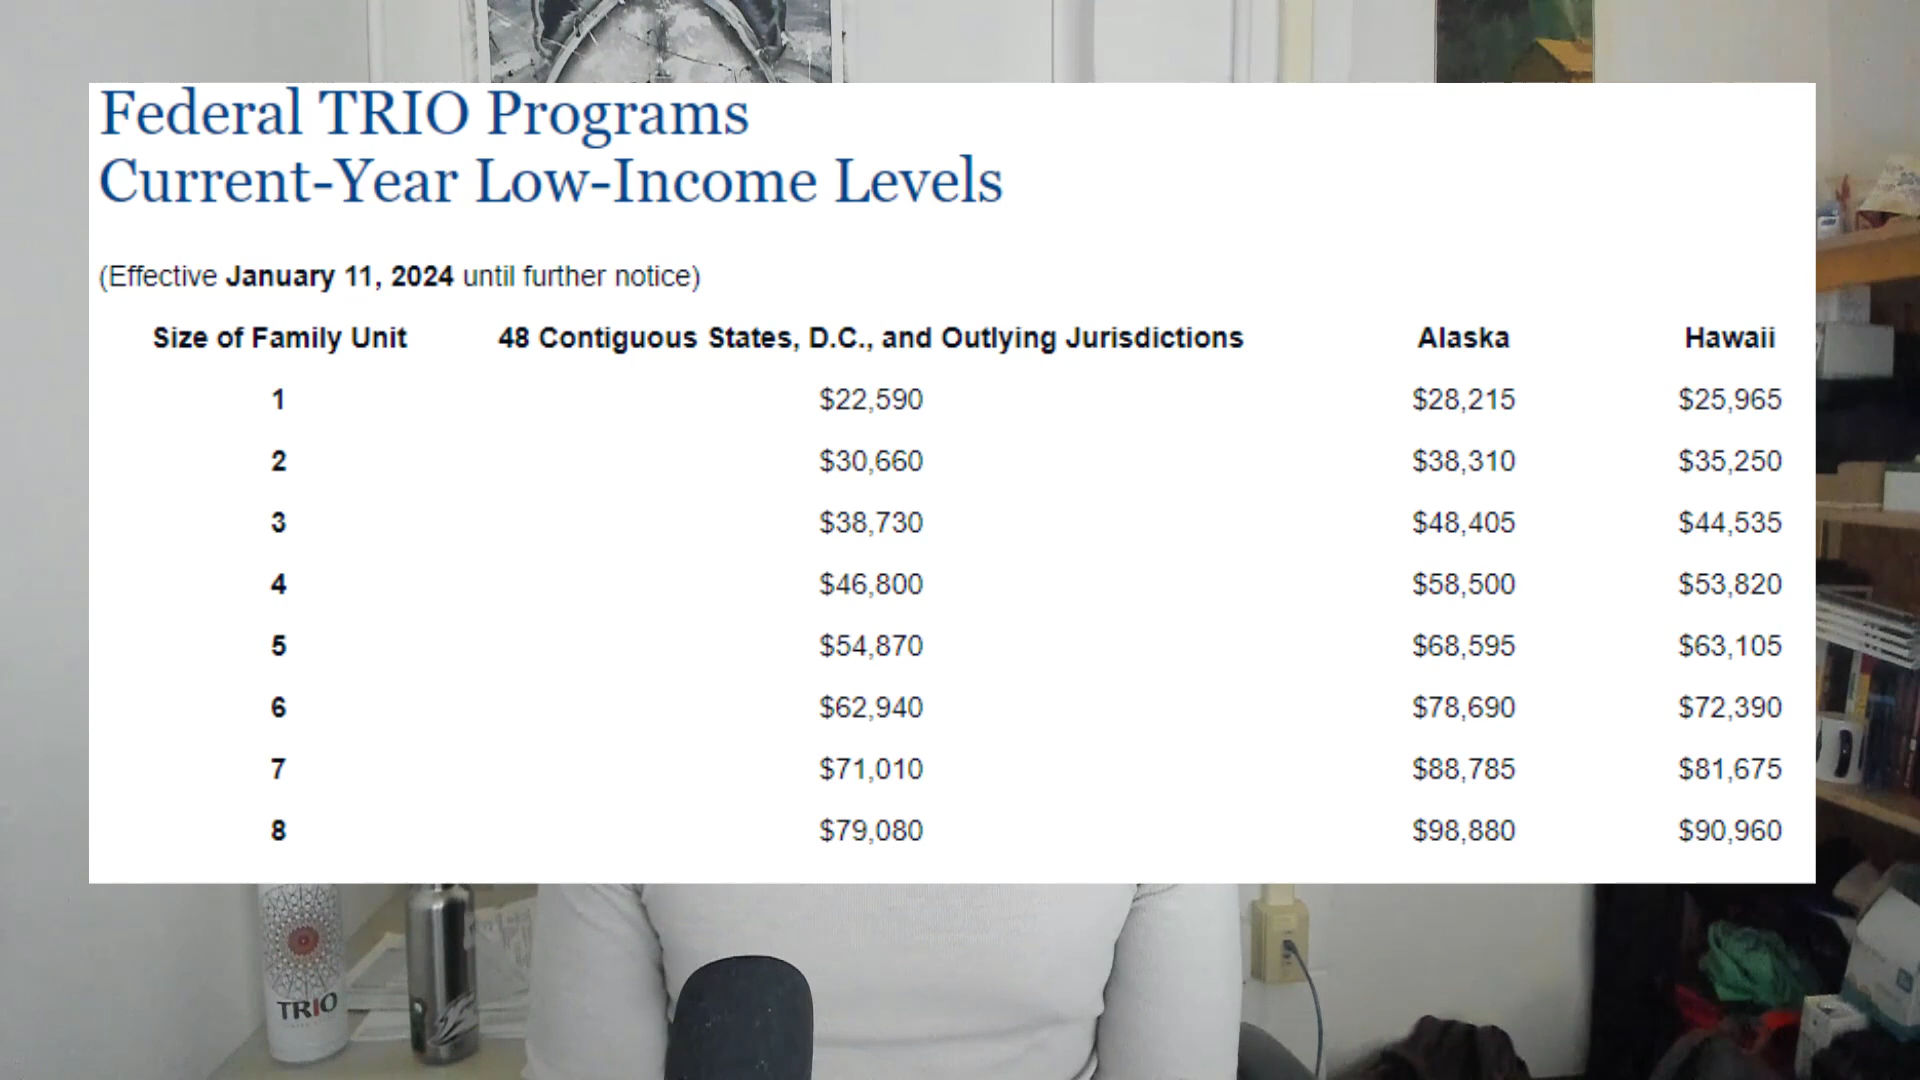 Federal TRIO Programs
Current-Year Low-Income Levels
(Effective January 11, 2024 until further notice)
Size of Family Unit 48 Contiguous States, D.C., and Outlying Jurisdictions Alaska Hawaii
1 $22,590 $28,215 $25,965
2 $30,660 $38,310 $35,250
3 $38,730 $48,405 $44,535
4 $46,800 $58,500 $53,820
5 $54,870 $68,595 $63,105
6 $62,940 $78,690 $72,390
7 $71,010 $88,785 $81,675
8 $79,080 $98,880 $90,960
TRIO